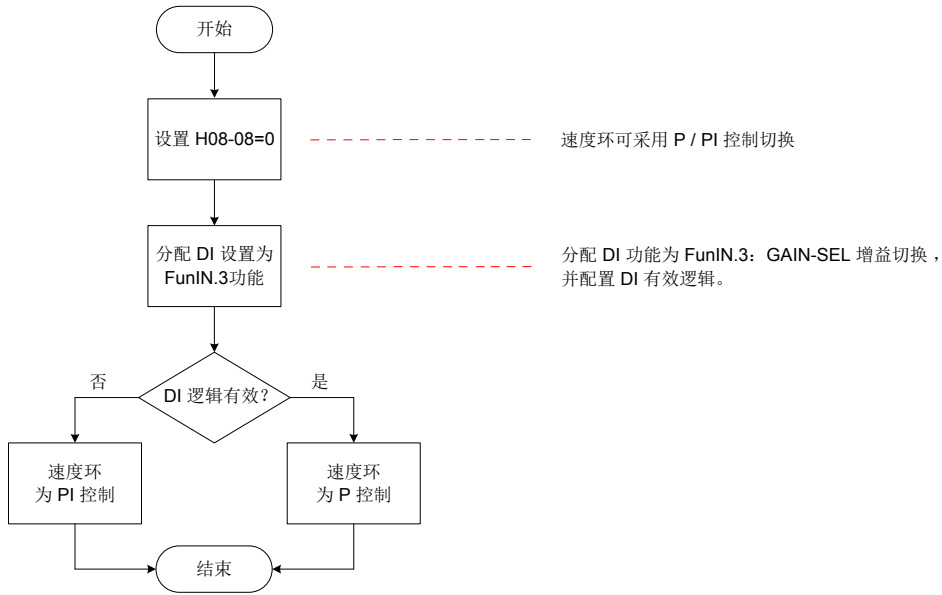 开始
设置 H08-08=0
速度环可采用 P / PI 控制切换
分配 DI 设置为
FunIN.3功能
分配 DI 功能为 FunIN.3：GAIN-SEL 增益切换，
并配置 DI 有效逻辑。
否
DI 逻辑有效？
是
速度环
为 PI 控制
速度环
为 P 控制
结束